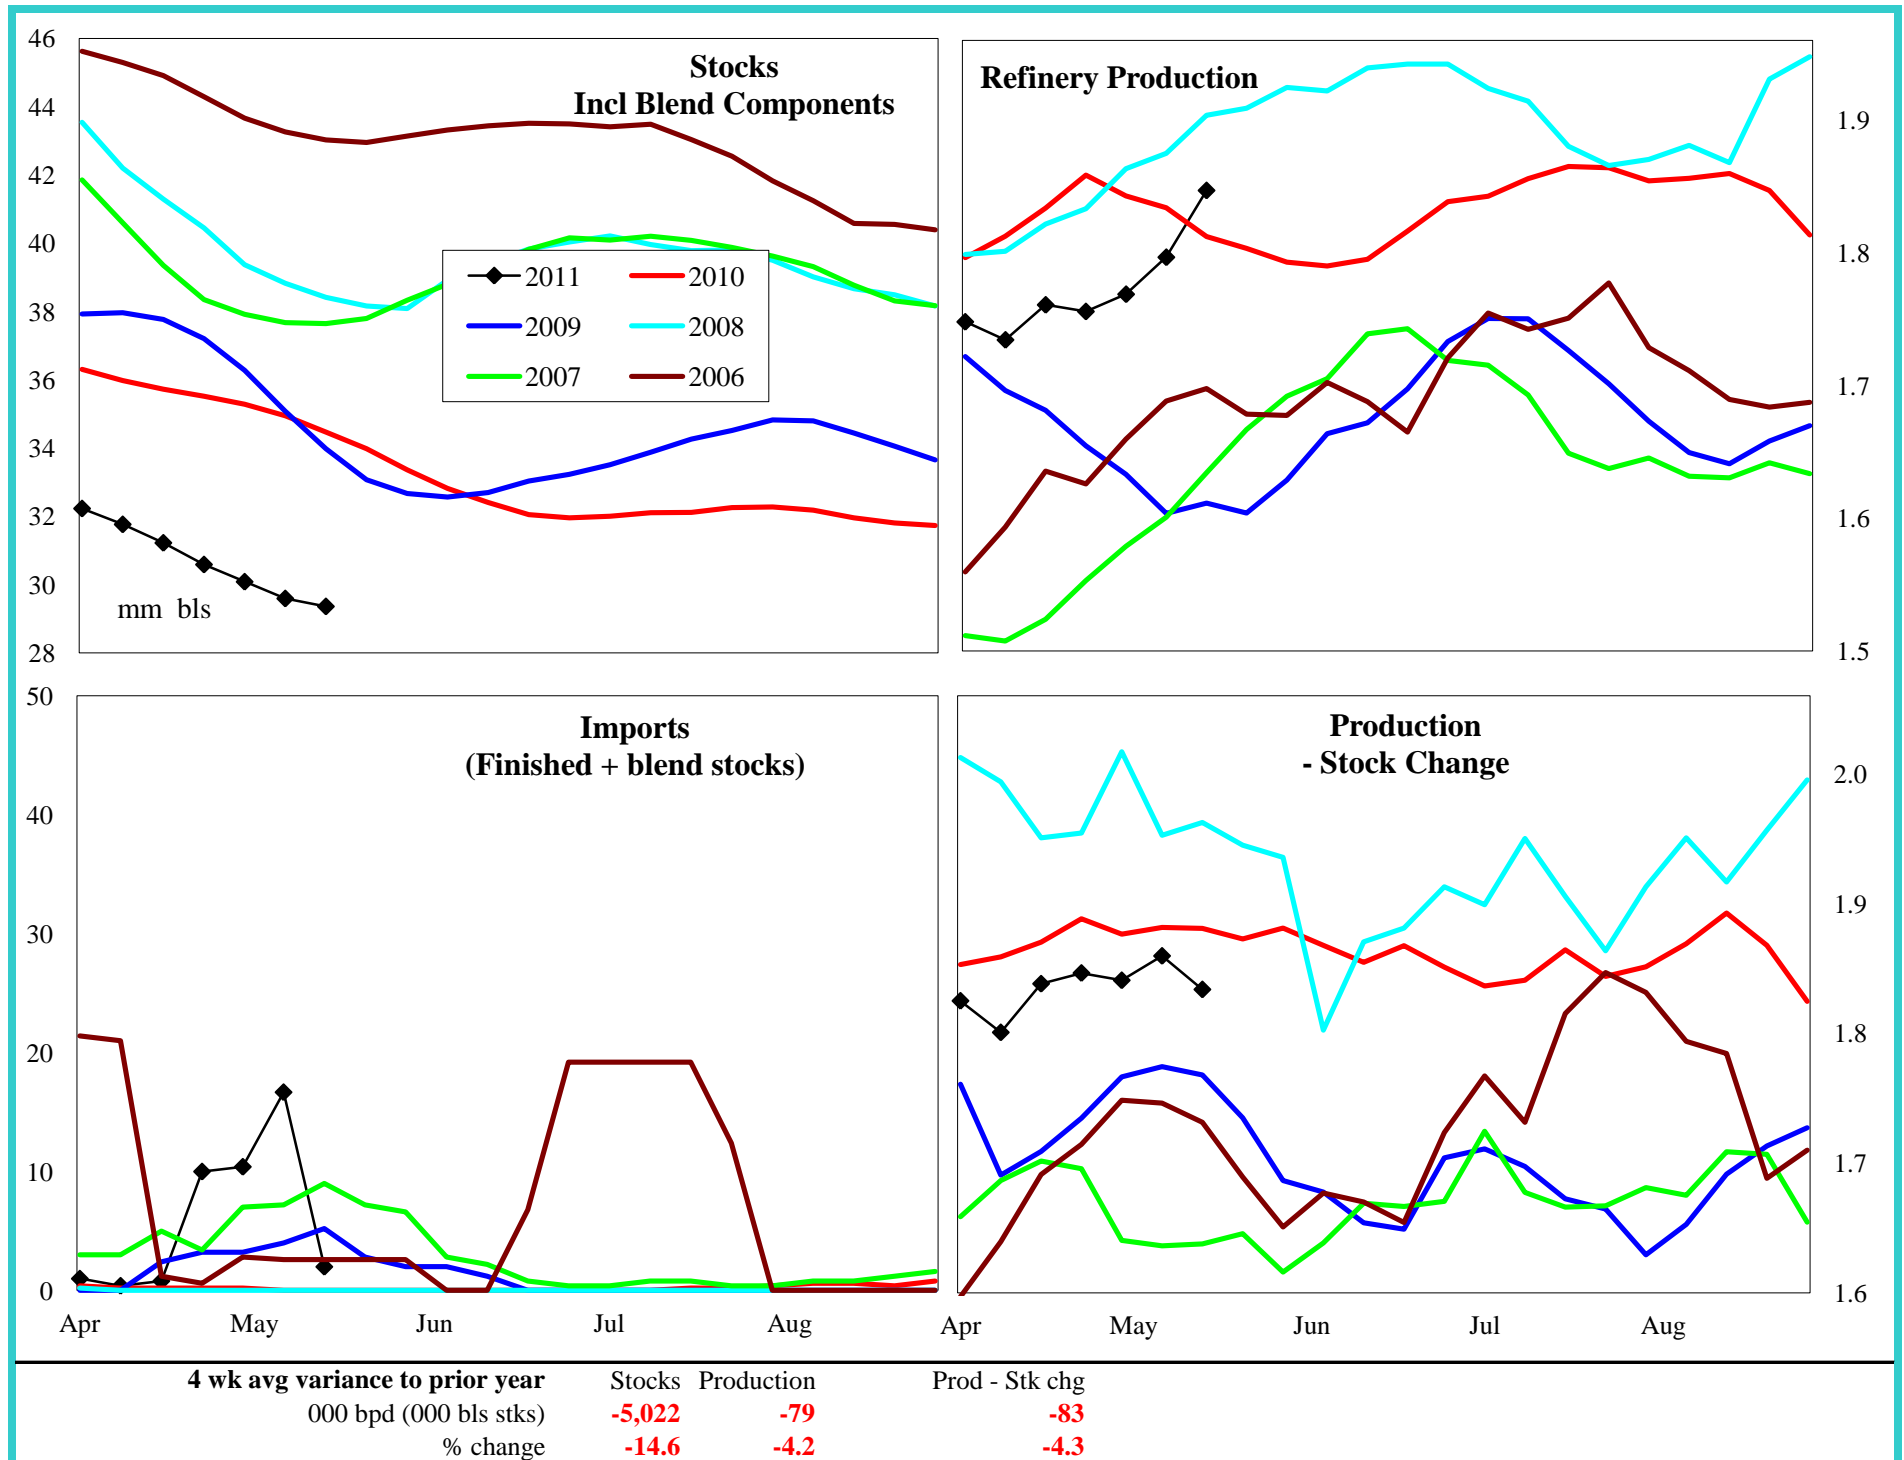 Stocks
Incl Blend Components
46
44
42
40
38
36
34
32
30
28
2011
2010
2009
2008
2007
2006
mm bls
Refinery Production
1.9
1.8
1.7
1.6
1.5
Imports
(Finished + blend stocks)
50
40
30
20
10
0
Apr
May
Jun
Jul
Aug
Production
- Stock Change
2.0
1.9
1.8
1.7
1.6
Apr
May
Jun
Jul
Aug
4 wk avg variance to prior year Stocks Production Prod - Stk chg
000 bpd (000 bls stks) -5,022 -79 -83
% change -14.6 -4.2 -4.3